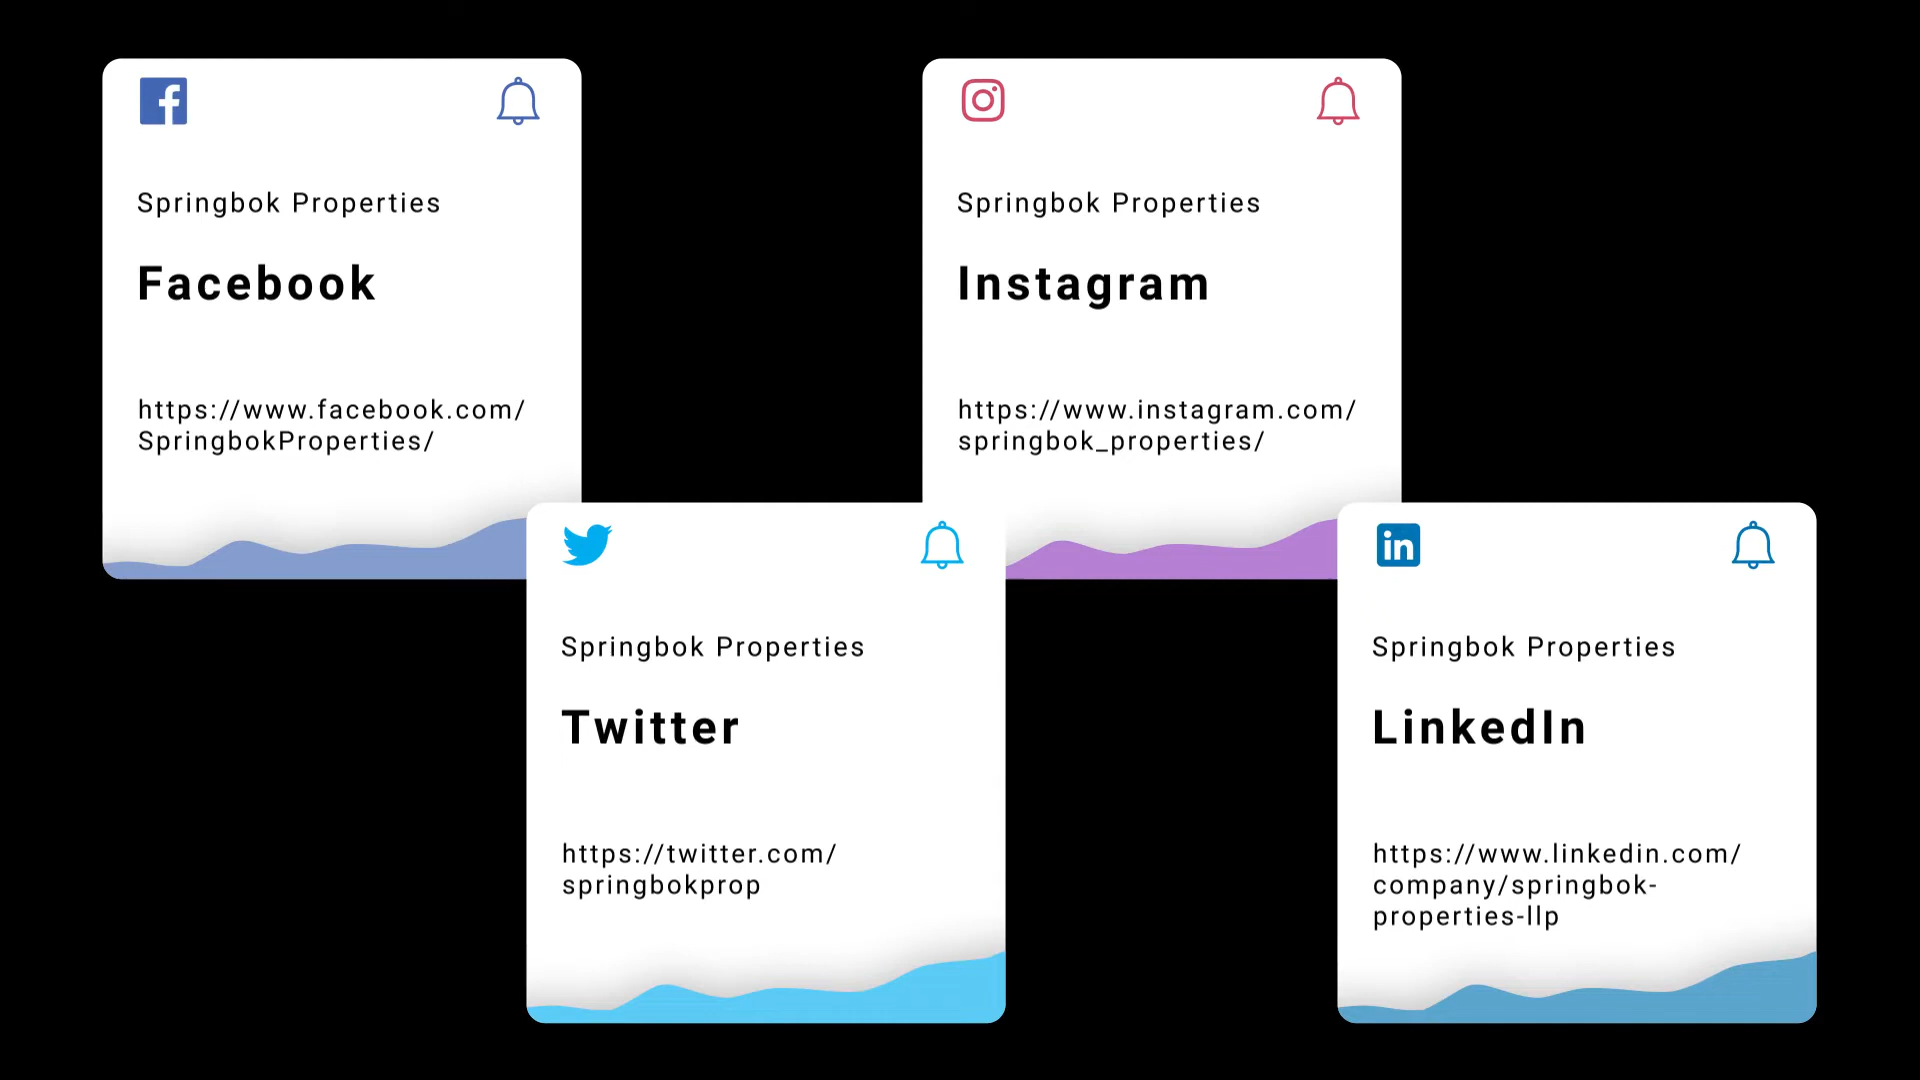 Springbok Properties
Facebook
https://www.facebook.com/
SpringbokProperties/
Springbok Properties
Instagram
https://www.instagram.com/
springbok_properties/
Springbok Properties
Twitter
https://twitter.com/
springbokprop
in
Springbok Properties
LinkedIn
https://www.linkedin.com/
company/springbok-
properties-llp